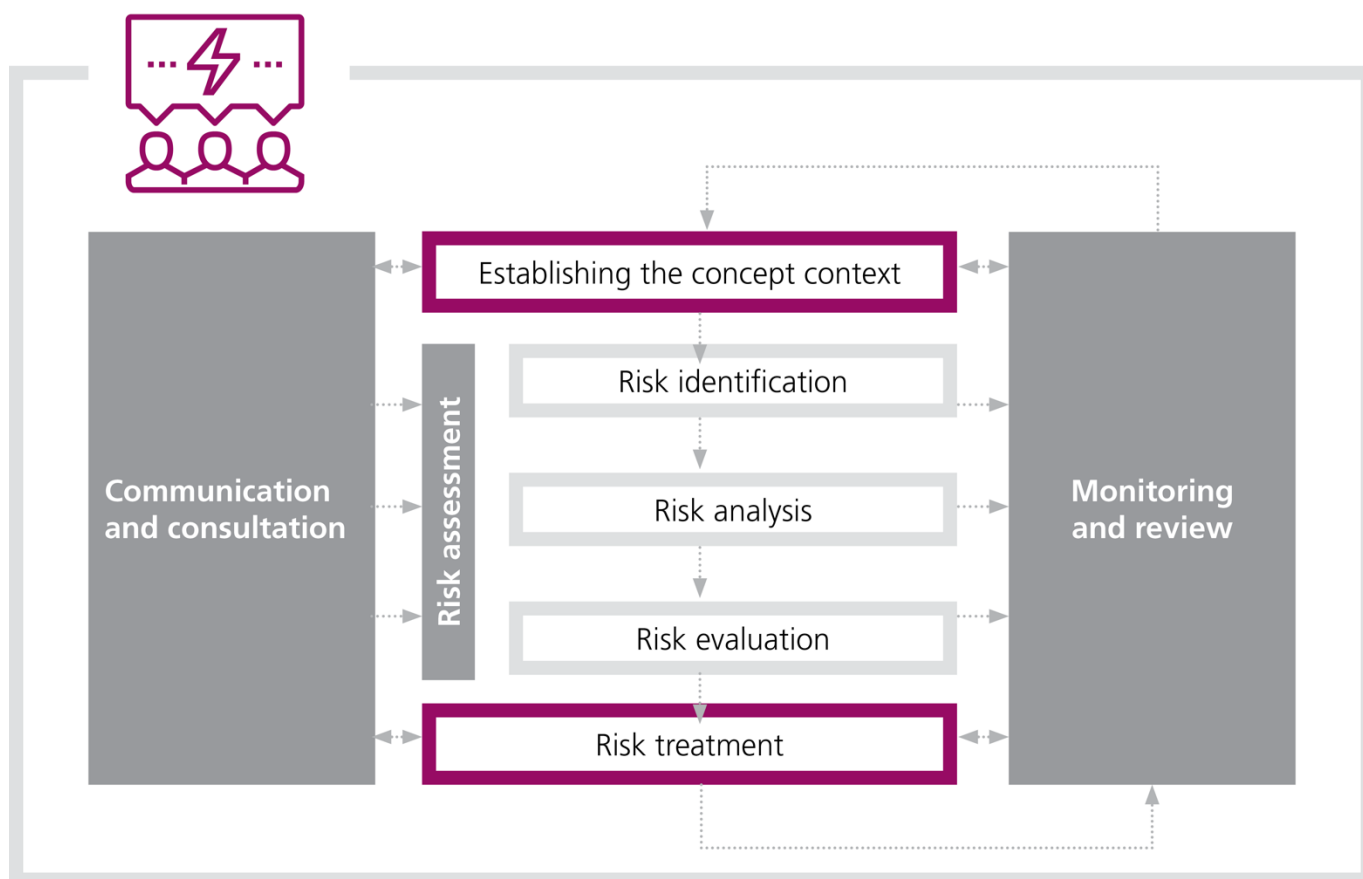 Establishing the concept context
Risk identification
Risk assessment
Communication
and consultation
Risk analysis
Monitoring
and review
Risk evaluation
Risk treatment